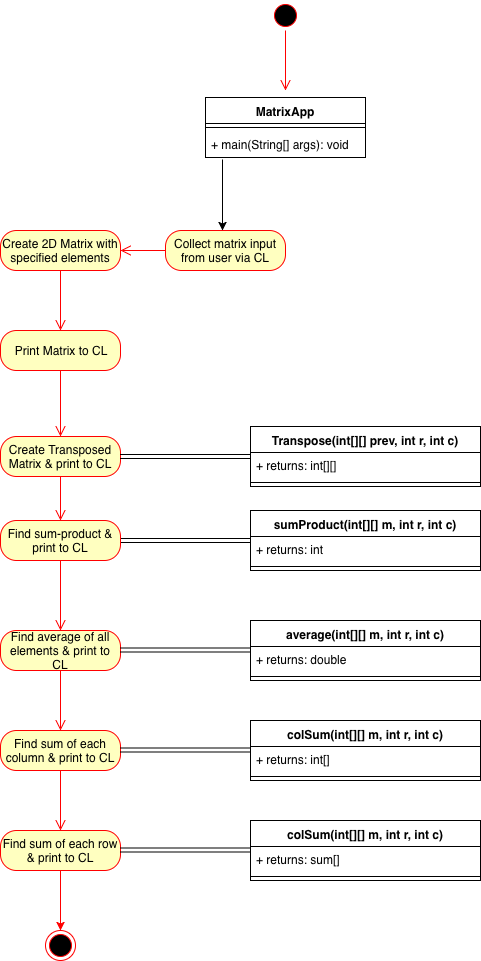 MatrixApp
+ main(String[] args): void
Collect matrix input
from user via CL
Create 2D Matrix with
specified elements
Print Matrix to CL
Create Transposed
Matrix & print to CL
Transpose(int[][] prev, int r, int c)
+ returns: int[][]
Find sum-product &
print to CL
sumProduct(int[][] m, int r, int c)
+ returns: int
Find average of all
elements & print to
CL
average(int[][] m, int r, int c)
+ returns: double
Find sum of each
column & print to CL
colSum(int[][] m, int r, int c)
+ returns: int[]
Find sum of each row
& print to CL
colSum(int[][] m, int r, int c)
+ returns: sum[]